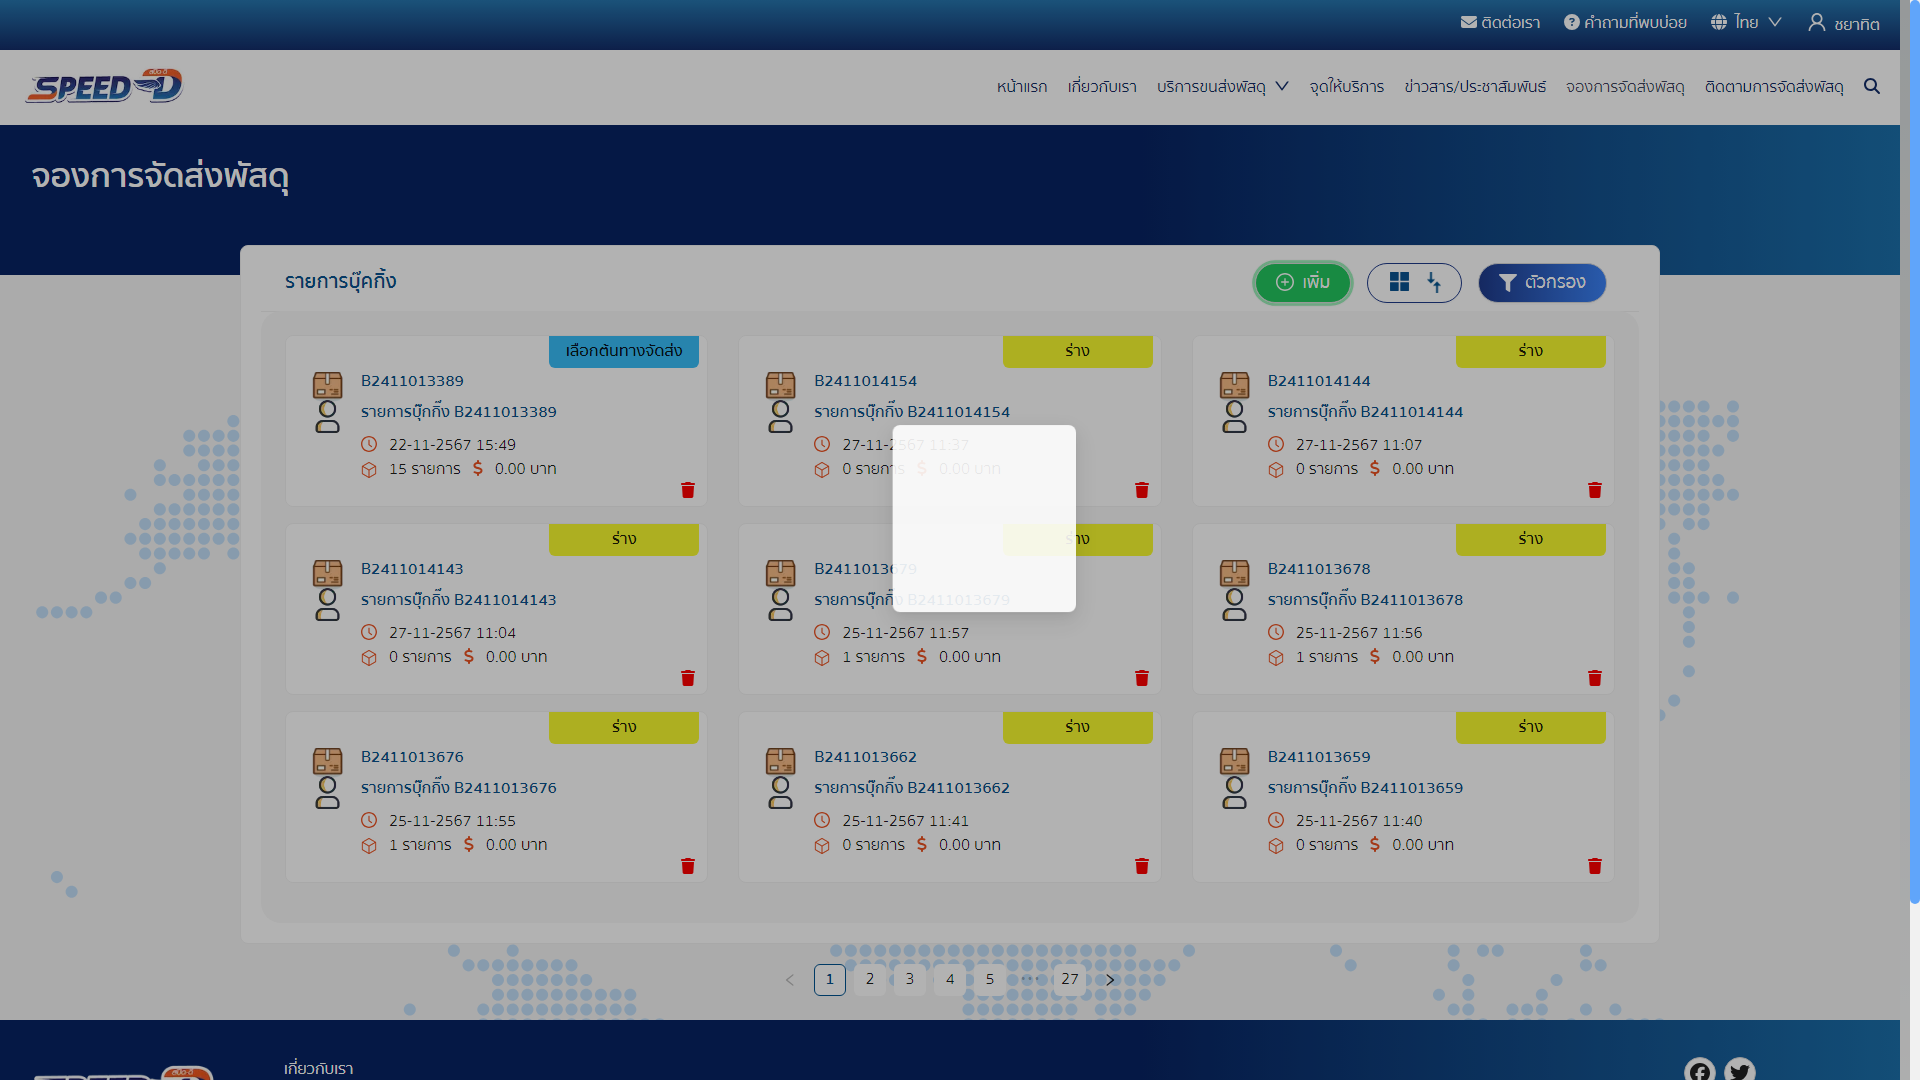 ติดต่อเรา
คำถามที่พบบ่อย
ไทย
ชยาทิต
สปีด-ดี
SPEED-D
หน้าแรก
เกี่ยวกับเรา
บริการขนส่งพัสดุ
จุดให้บริการ
ข่าวสาร/ประชาสัมพันธ์
จองการจัดส่งพัสดุ
ติดตามการจัดส่งพัสดุ
จองการจัดส่งพัสดุ
รายการบุ๊คกิ้ง
เพิ่ม
ตัวกรอง
เลือกต้นทางจัดส่ง
B2411013389
รายการบุ๊กกิ๊ง B2411013389
22-11-2567 15:49
15 รายการ $ 0.00 บาท
ร่าง
B2411014154
รายการบุ๊กกิ๊ง B2411014154
27-11-2567 11:37
0 รายการ $ 0.00 บาท
ร่าง
B2411014144
รายการบุ๊กกิ๊ง B2411014144
27-11-2567 11:07
0 รายการ $ 0.00 บาท
ร่าง
B2411014143
รายการบุ๊กกิ๊ง B2411014143
27-11-2567 11:04
0 รายการ $ 0.00 บาท
ร่าง
B2411013679
รายการบุ๊กกิ๊ง B2411013679
25-11-2567 11:57
1 รายการ $ 0.00 บาท
ร่าง
B2411013678
รายการบุ๊กกิ๊ง B2411013678
25-11-2567 11:56
1 รายการ $ 0.00 บาท
ร่าง
B2411013676
รายการบุ๊กกิ๊ง B2411013676
25-11-2567 11:55
1 รายการ $ 0.00 บาท
ร่าง
B2411013662
รายการบุ๊กกิ๊ง B2411013662
25-11-2567 11:41
0 รายการ $ 0.00 บาท
ร่าง
B2411013659
รายการบุ๊กกิ๊ง B2411013659
25-11-2567 11:40
0 รายการ $ 0.00 บาท
< 1 2 3 4 5 ••• 27 >
เกี่ยวกับเรา
สปีด-ดี
SPEED-D